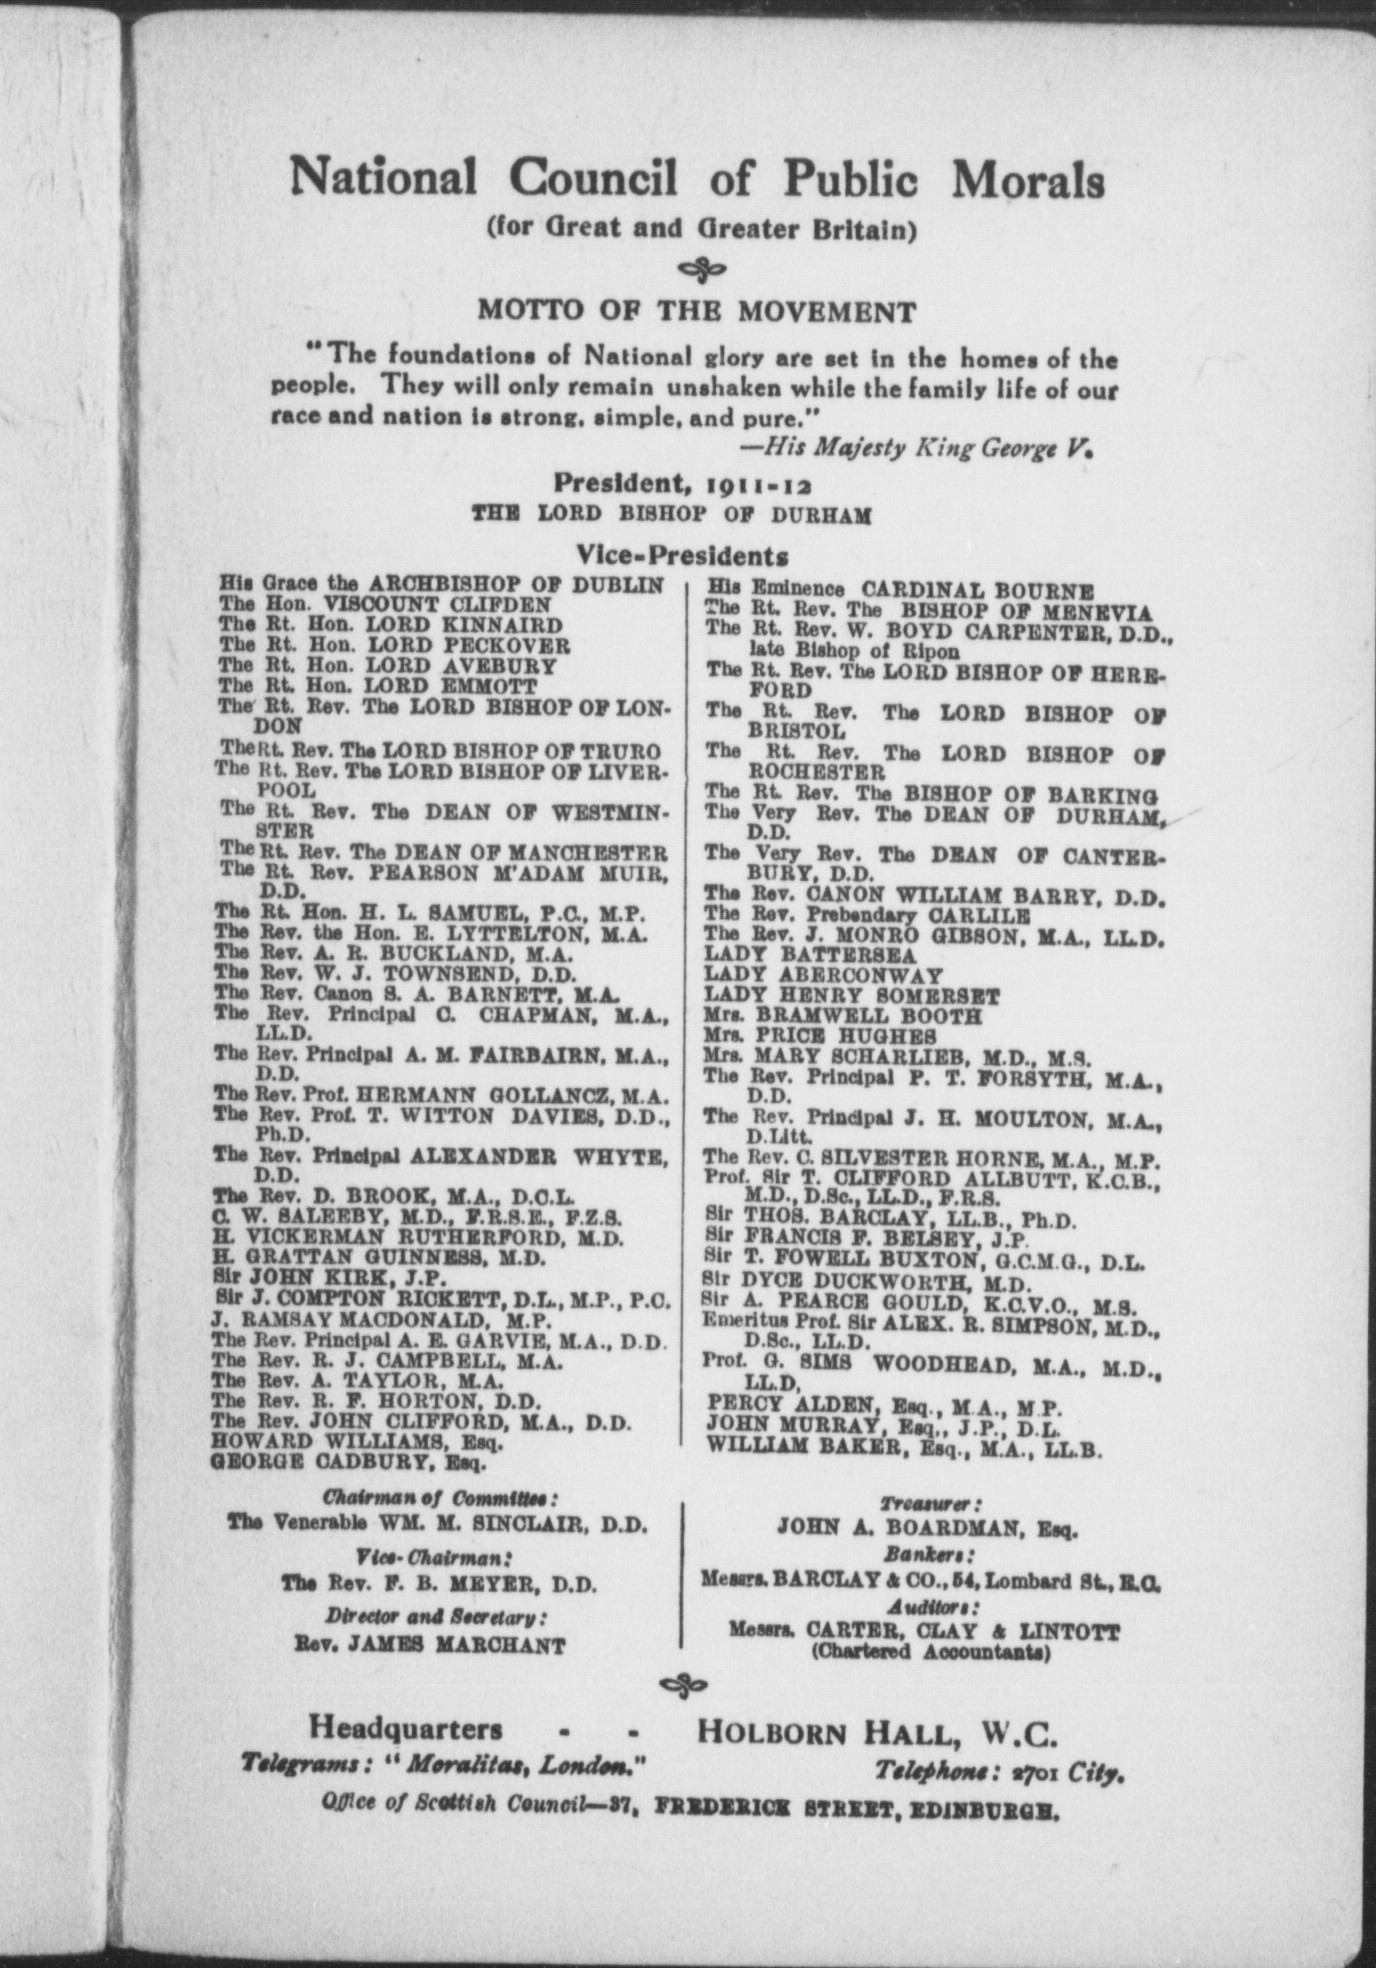 National Council of Public Morals
(for Great and Greater Britain)
MOTTO OF THE MOVEMENT
"The foundations of National glory are set in the homes of the
people. They will only remain unshaken while the family life of our
race and nation is strong, simple, and pure."
—His Majesty King George V.
President, 1911-12
THE LORD BISHOP OF DURHAM
Vice-Presidents
His Grace the ARCHBISHOP OF DUBLIN
The Hon. VISCOUNT CLIFDEN
The Rt. Hon. LORD KINNAIRD
The Rt. Hon. LORD PECKOVER
The Rt. Hon. LORD AVEBURY
The Rt. Hon. LORD EMMOTT
The Rt. Rev. The LORD BISHOP OF LON-
DON
The Rt. Rev. The LORD BISHOP OF TRURO
The Rt. Rev. The LORD BISHOP OF LIVER-
POOL
The Rt. Rev. The DEAN OF WESTMIN-
STER
The Rt. Rev. The DEAN OF MANCHESTER
The Rt. Rev. PEARSON M'ADAM MUIR,
D.D.
The Rt. Hon. H. L. SAMUEL, P.C., M.P.
The Rev. the Hon. E. LYTTELTON, M.A.
The Rev. A. R. BUCKLAND, M.A.
The Rev. W. J. TOWNSEND, D.D.
The Rev. Canon S. A. BARNETT, M.A.
The Rev. Principal C. CHAPMAN, M.A.,
LL.D.
The Rev. Principal A. M. FAIRBAIRN, M.A.,
D.D.
The Rev. Prof. HERMANN GOLLANCZ, M.A.
The Rev. Prof. T. WITTON DAVIES, D.D.,
Ph.D.
The Rev. Principal ALEXANDER WHYTE,
D.D.
The Rev. D. BROOK, M.A., D.C.L.
C. W. SALEEBY, M.D., F.R.S.E., F.Z.S.
H. VICKERMAN RUTHERFORD, M.D.
H. GRATTAN GUINNESS, M.D.
Sir JOHN KIRK, J.P.
Sir J. COMPTON RICKETT, D.L., M.P., P.C.
J. RAMSAY MACDONALD, M.P.
The Rev. Principal A. E. GARVIE, M.A., D.D.
The Rev. R. J. CAMPBELL, M.A.
The Rev. A. TAYLOR, M.A.
The Rev. R. F. HORTON, D.D.
The Rev. JOHN CLIFFORD, M.A., D.D.
HOWARD WILLIAMS, Esq.
GEORGE CADBURY, Esq.
His Eminence CARDINAL BOURNE
The Rt. Rev. The BISHOP OF MENEVIA
The Rt. Rev. W. BOYD CARPENTER, D.D.,
late Bishop of Ripon
The Rt. Rev. The LORD BISHOP OF HERE-
FORD
The Rt. Rev. The LORD BISHOP OF
BRISTOL
The Rt. Rev. The LORD BISHOP OF
ROCHESTER
The Rt. Rev. The BISHOP OF BARKING
The Very Rev. The DEAN OF DURHAM,
D.D.
The Very Rev. The DEAN OF CANTER-
BURY, D.D.
The Rev. CANON WILLIAM BARRY, D.D.
The Rev. Prebendary CARLILE
The Rev. J. MONRO GIBSON, M.A., LL.D.
LADY BATTERSEA
LADY ABERCONWAY
LADY HENRY SOMERSET
Mrs. BRAMWELL BOOTH
Mrs. PRICE HUGHES
Mrs. MARY SCHARLIEB, M.D., M.S.
The Rev. Principal P. T. FORSYTH, M.A.,
D.D.
The Rev. Principal J. H. MOULTON, M.A.,
D.Litt.
The Rev. C. SILVESTER HORNE, M.A., M.P.
Prof. Sir T. CLIFFORD ALLBUTT, K.C.B.,
M.D., D.Sc., LL.D., F.R.S.
Sir THOS. BARCLAY, LL.B., Ph.D.
Sir FRANCIS F. BELSEY, J.P.
Sir T. FOWELL BUXTON, G.C.M.G., D.L.
Sir DYCE DUCKWORTH, M.D.
Sir A. PEARCE GOULD, K.C.V.O., M.S.
Emeritus Prof. Sir ALEX. R. SIMPSON, M.D.,
D.Sc., LL.D.
Prof. G. SIMS WOODHEAD, M.A., M.D.,
LL.D,
PERCY ALDEN, Esq., M.A., M.P.
JOHN MURRAY, Esq., J.P., D.L.
WILLIAM BAKER, Esq., M.A., LL.B.
Chairman of Committee:
The Venerable WM. M. SINCLAIR, D.D.
Vice-Chairman:
The Rev. F. B. MEYER, D.D.
Director and Secretary:
Rev. JAMES MARCHANT
Treasurer:
JOHN A. BOARDMAN, Esq.
Bankers:
Messrs. BARCLAY & CO., 54, Lombard St., E.C.
Auditors:
Messrs. CARTER, CLAY & LINTOTT
(Chartered Accountants)
Headquarters - - HOLBORN HALL, W.C.
Telegrams: "Moralitas, London." Telephone: 2701 City.
Office of Scottish Council—37, FREDERICK STREET, EDINBURGH.